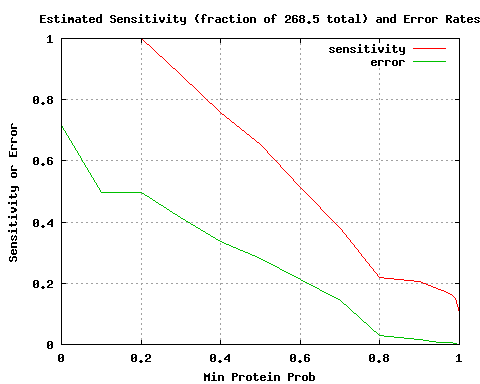 Estimated Sensitivity (fraction of 268.5 total) and Error Rates
sensitivity
error
1
0.8
0.6
0.4
0.2
0
Sensitivity or Error
0 0.2 0.4 0.6 0.8 1
Min Protein Prob